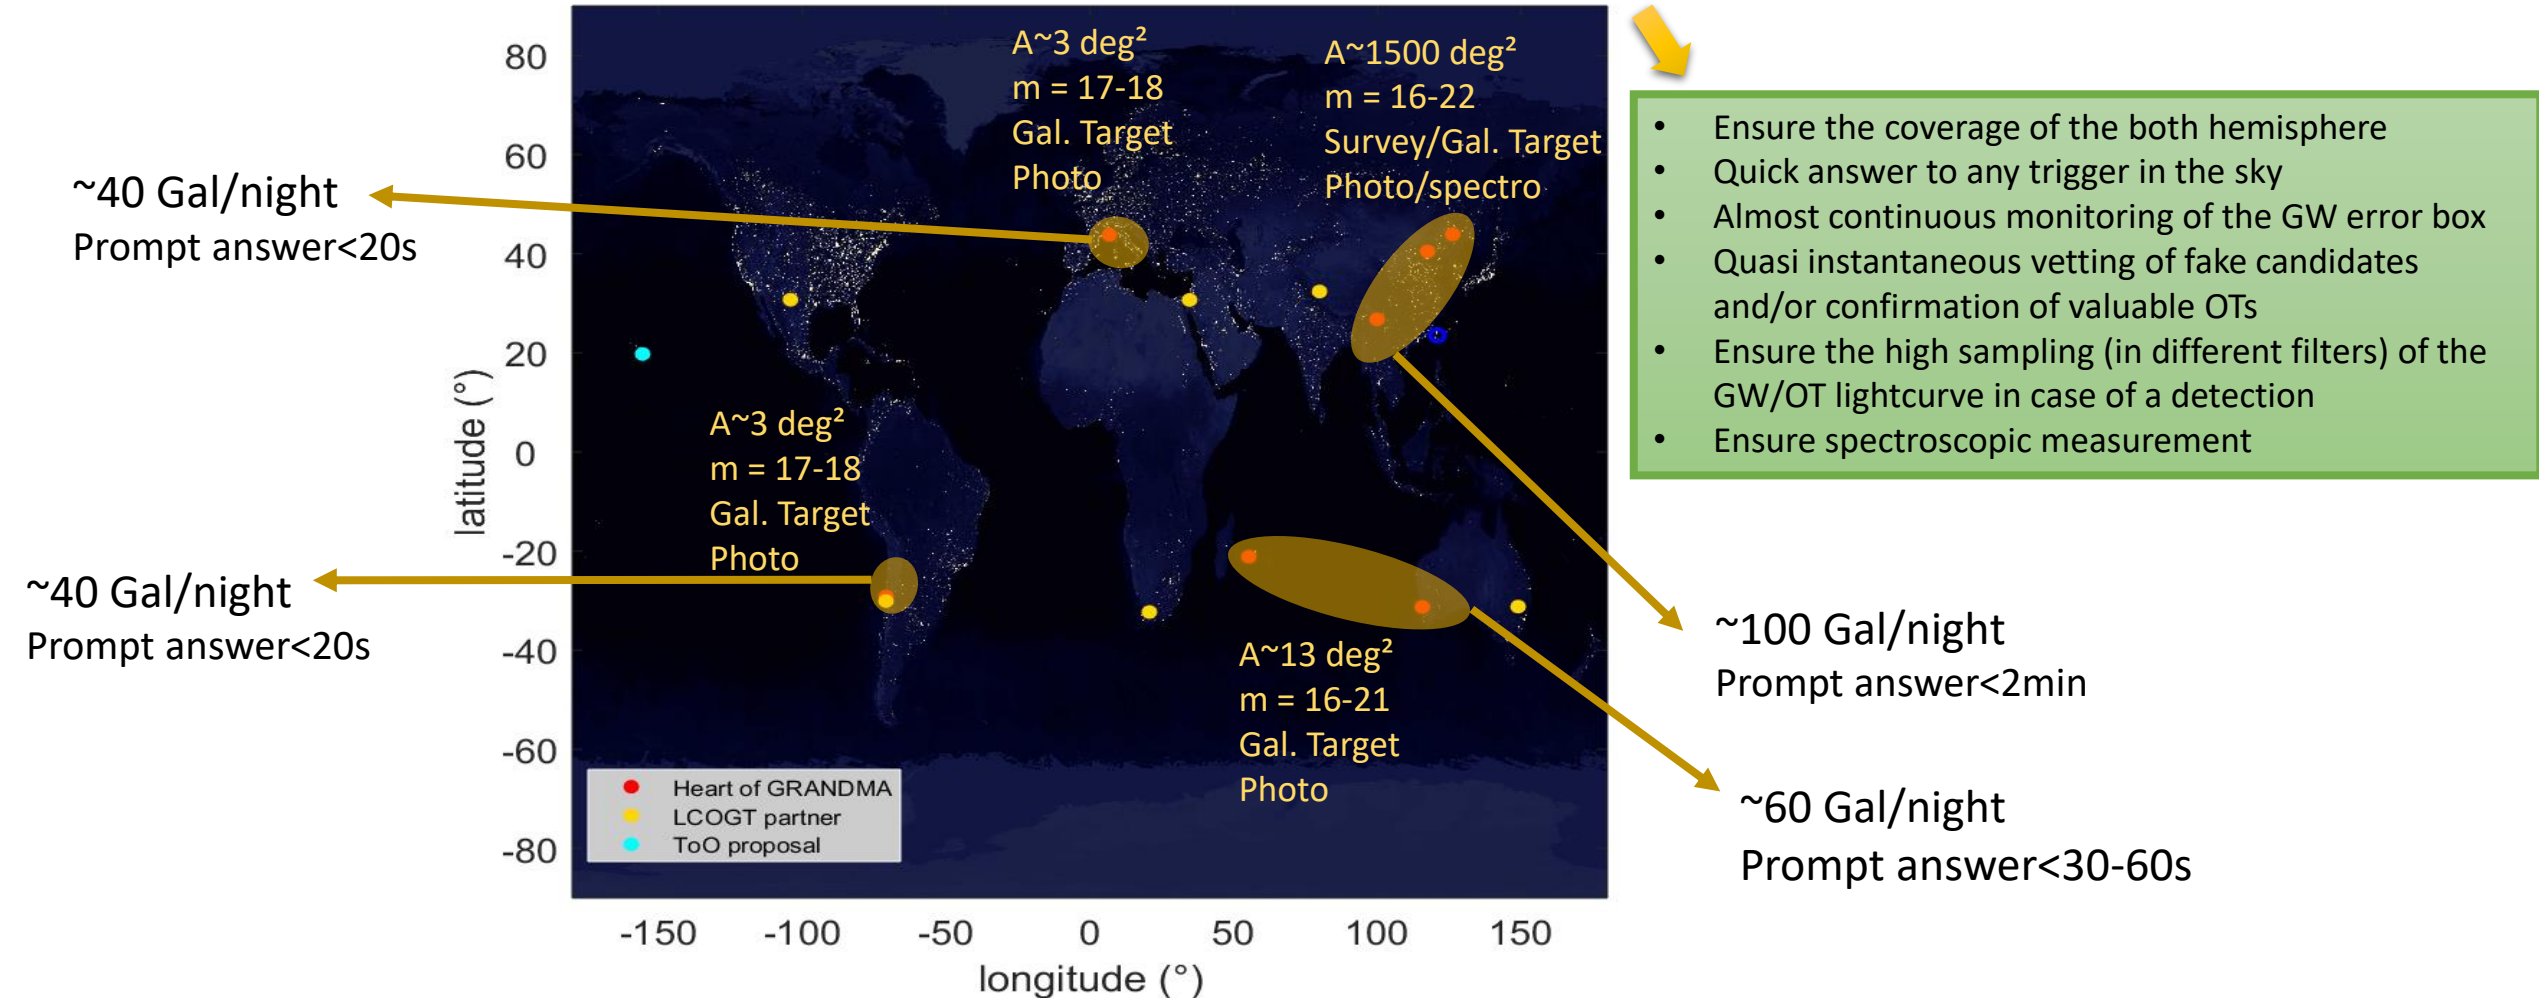 80
60
40
20
0
-20
-40
-60
-80
latitude (°)
-150
-100
-50
0
50
100
150
longitude (°)
A~3 deg²
m = 17-18
Gal. Target
Photo
A~1500 deg²
m = 16-22
Survey/Gal. Target
Photo/spectro
A~3 deg²
m = 17-18
Gal. Target
Photo
A~13 deg²
m = 16-21
Gal. Target
Photo
Heart of GRANDMA
LCOGT partner
ToO proposal
~40 Gal/night
Prompt answer<20s
~40 Gal/night
Prompt answer<20s
• Ensure the coverage of the both hemisphere
• Quick answer to any trigger in the sky
• Almost continuous monitoring of the GW error box
• Quasi instantaneous vetting of fake candidates
and/or confirmation of valuable OTs
• Ensure the high sampling (in different filters) of the
GW/OT lightcurve in case of a detection
• Ensure spectroscopic measurement
~100 Gal/night
Prompt answer<2min
~60 Gal/night
Prompt answer<30-60s